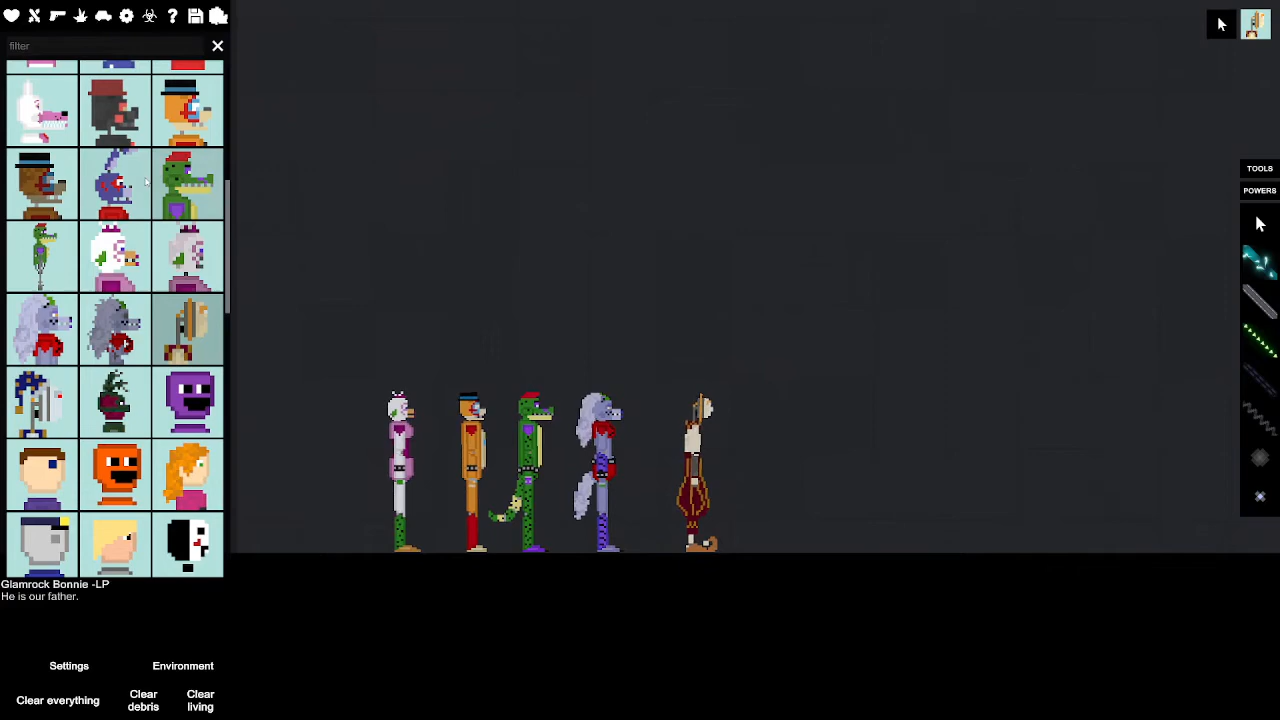 filter
TOOLS
POWERS
Glamrock Bonnie -LP
He is our father.
Settings
Environment
Clear everything
Clear
debris
Clear
living